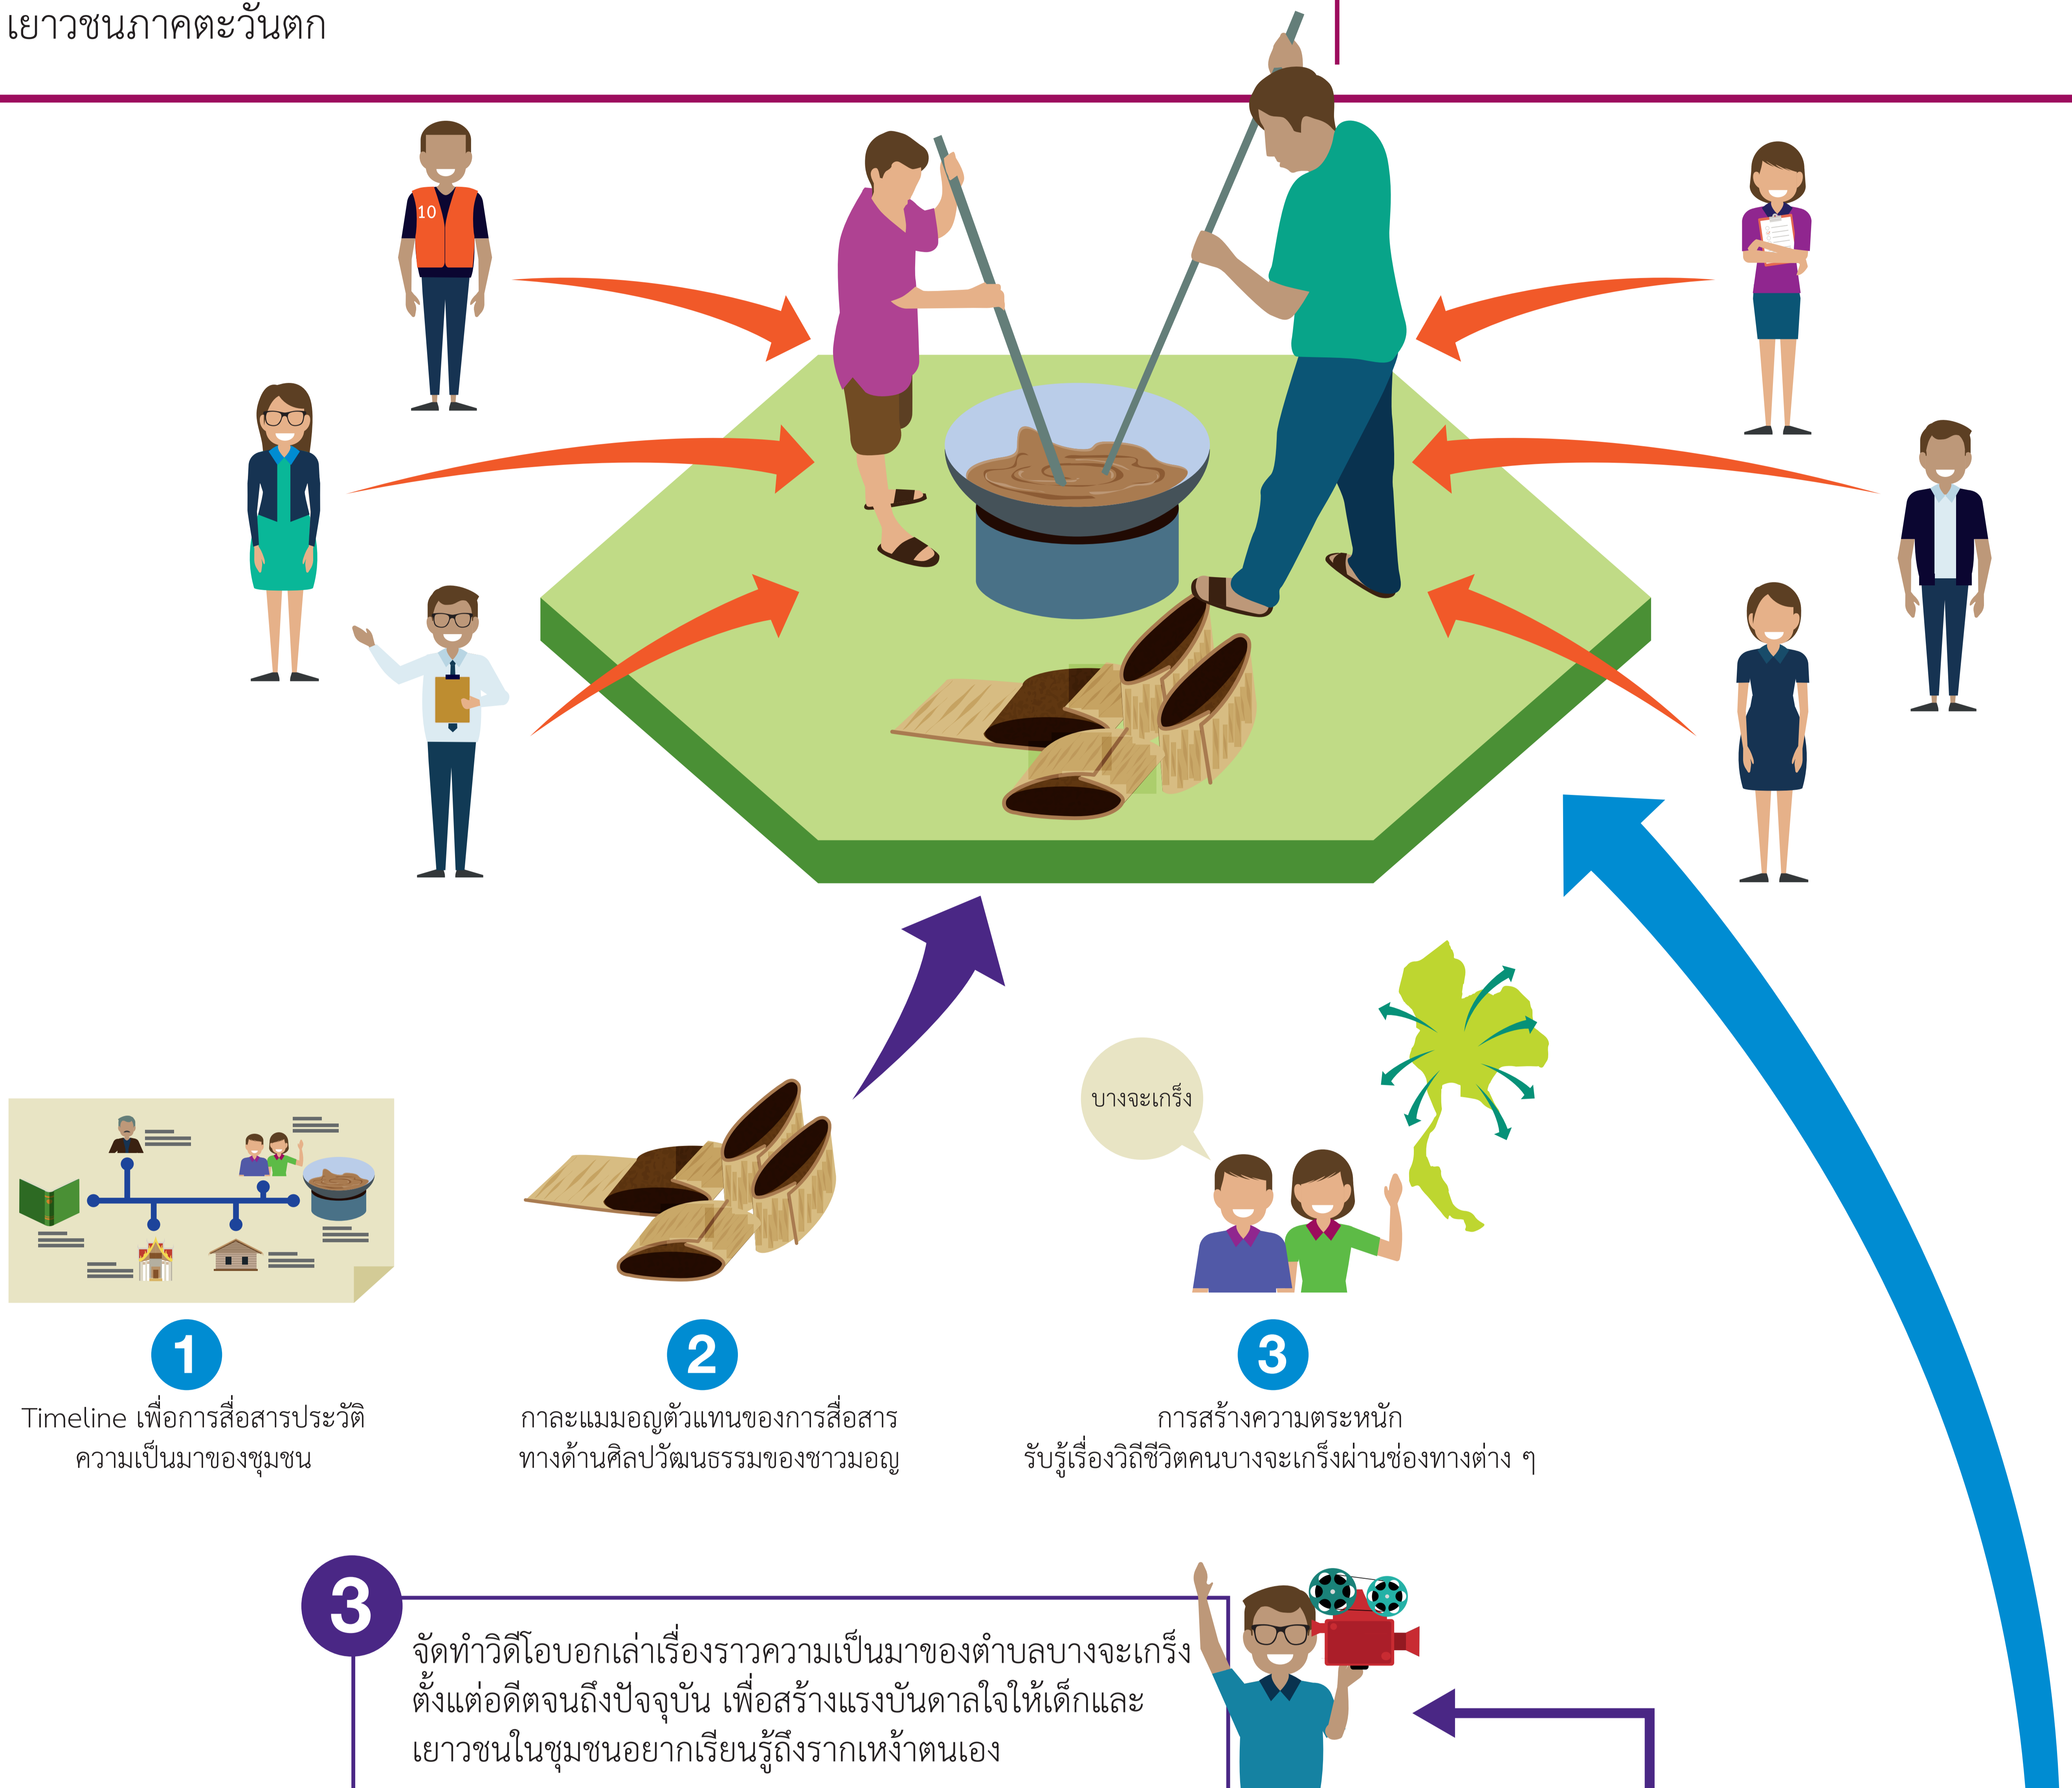 เยาวชนภาคตะวันตก
10
บางจะเกร็ง
1
Timeline เพื่อการสื่อสารประวัติ
ความเป็นมาของชุมชน
2
กาละแมมอญตัวแทนของการสื่อสาร
ทางด้านศิลปวัฒนธรรมของชาวมอญ
3
การสร้างความตระหนัก
รับรู้เรื่องวิถีชีวิตคนบางจะเกร็งผ่านช่องทางต่าง ๆ
3
จัดทำวิดีโอบอกเล่าเรื่องราวความเป็นมาของตำบลบางจะเกร็ง
ตั้งแต่อดีตจนถึงปัจจุบัน เพื่อสร้างแรงบันดาลใจให้เด็กและ
เยาวชนในชุมชนอยากเรียนรู้ถึงรากเหง้าตนเอง